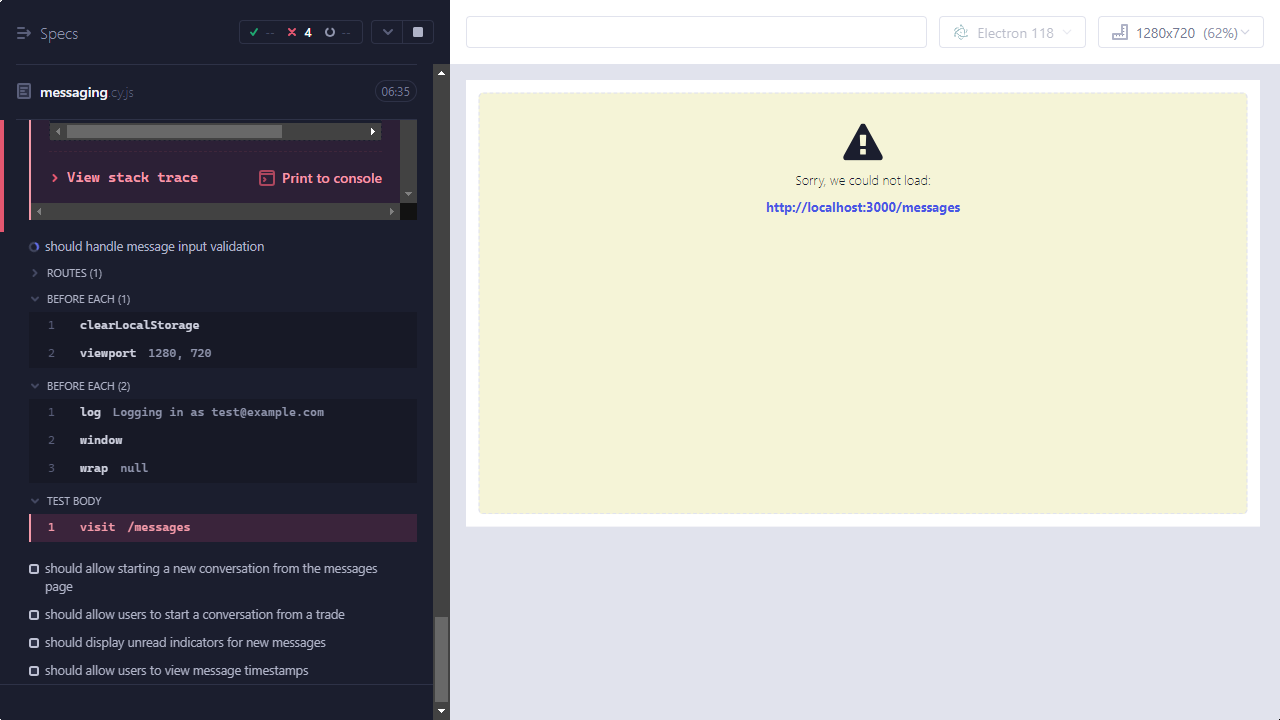 Specs
--
4
--
Electron 118
1280x720 (62%)
messaging.cy.js
06:35
View stack trace
Print to console
should handle message input validation
ROUTES (1)
BEFORE EACH (1)
1 clearLocalStorage
2 viewport 1280, 720
BEFORE EACH (2)
1 log Logging in as test@example.com
2 window
3 wrap null
TEST BODY
1 visit /messages
should allow starting a new conversation from the messages
page
should allow users to start a conversation from a trade
should display unread indicators for new messages
should allow users to view message timestamps
Sorry, we could not load:
http://localhost:3000/messages